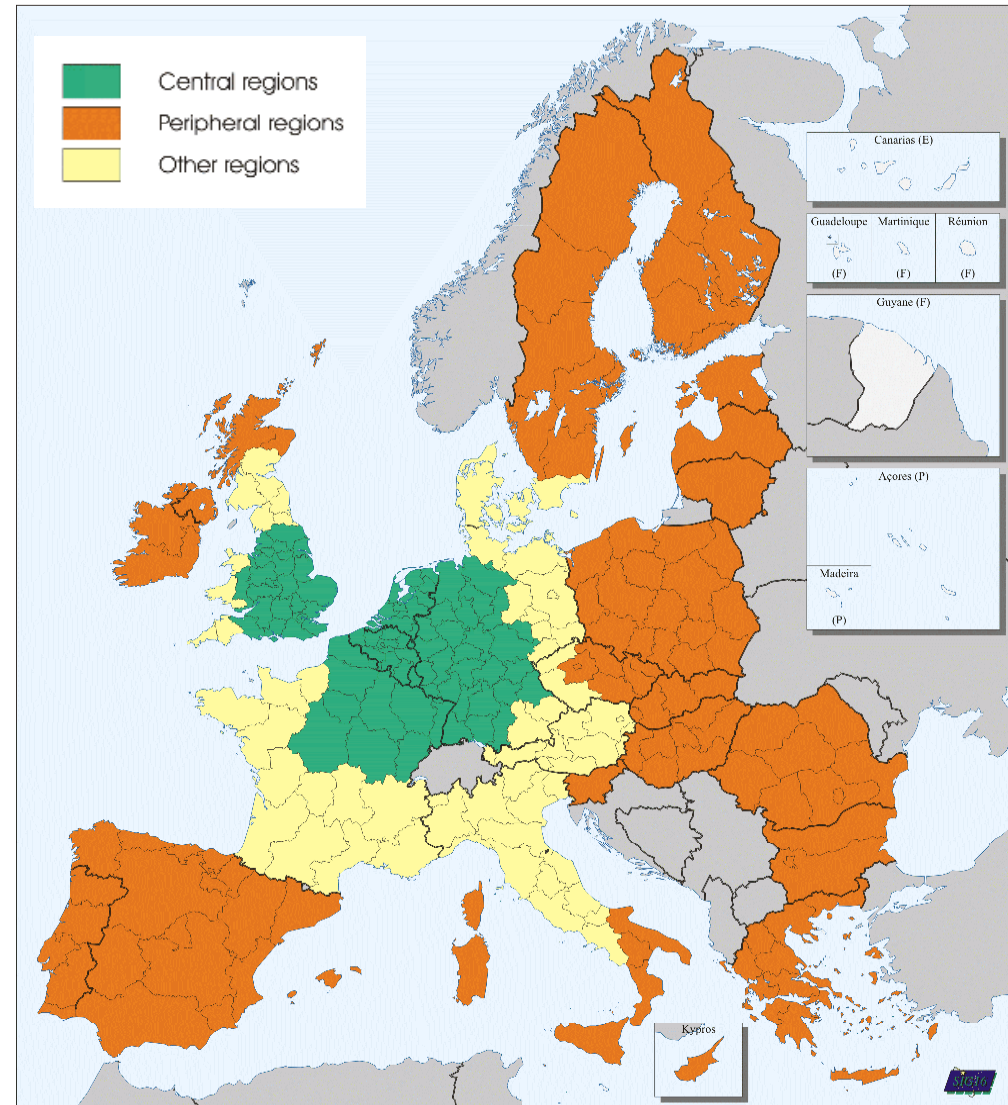 Central regions
Peripheral regions
Other regions
Canarias (E)
Guadeloupe
Martinique
Réunion
(F)
(F)
(F)
Guyane (F)
Açores (P)
Madeira
(P)
Kypros